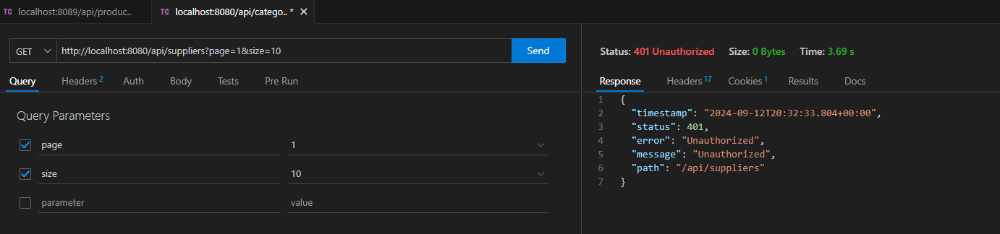 TC localhost:8089/api/produc..
TC localhost:8080/api/catego.. *
GET http://localhost:8080/api/suppliers?page=1&size=10 Send
Query Headers 2 Auth Body Tests Pre Run
Query Parameters
page 1
size 10
parameter value
Status: 401 Unauthorized Size: 0 Bytes Time: 3.69 s
Response Headers 17 Cookies 1 Results Docs
1 {
2 "timestamp": "2024-09-12T20:32:33.804+00:00",
3 "status": 401,
4 "error": "Unauthorized",
5 "message": "Unauthorized",
6 "path": "/api/suppliers"
7 }